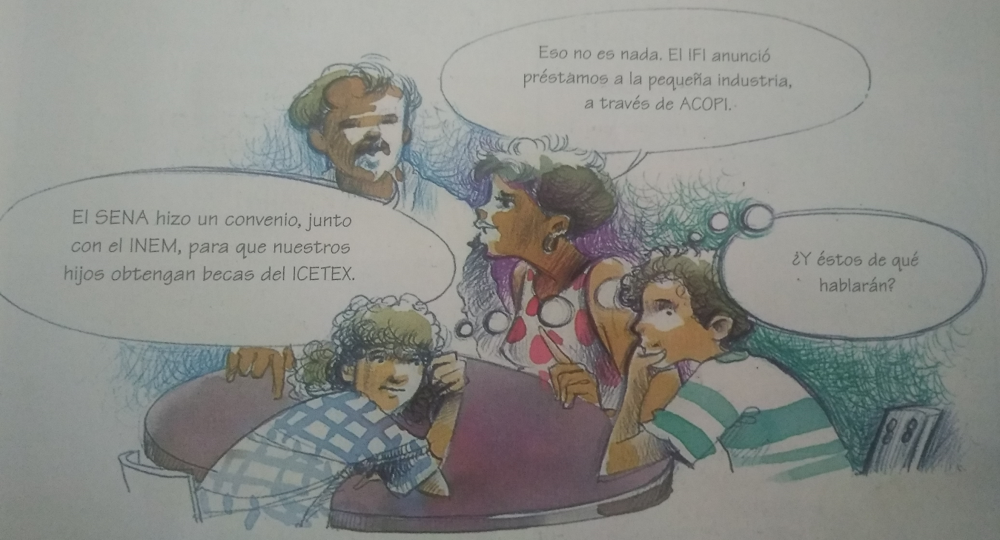 Eso no es nada. El IFI anunció
préstamos a la pequeña industria,
a través de ACOPI.
El SENA hizo un convenio, junto
con el INEM, para que nuestros
hijos obtengan becas del ICETEX.
¿Y éstos de qué
hablarán?